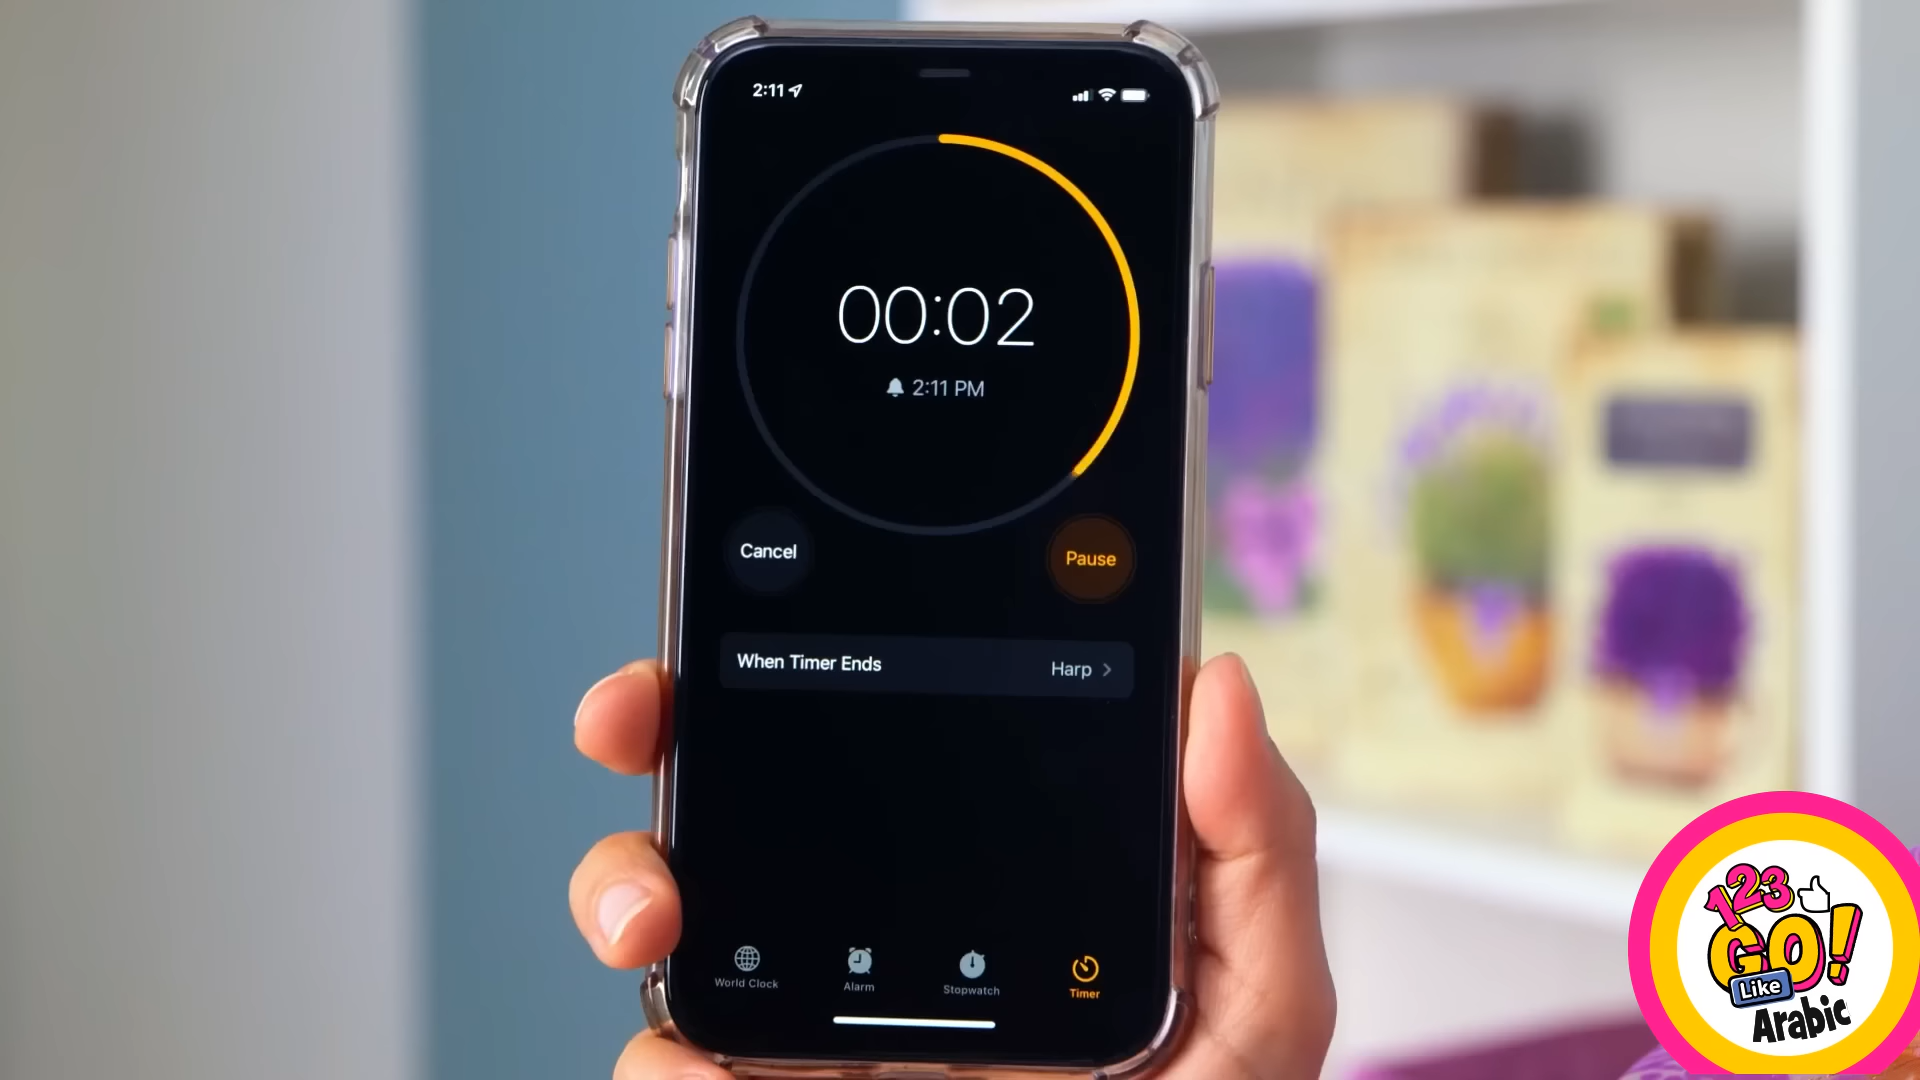 2:11
00:02
2:11 PM
Cancel
Pause
When Timer Ends
Harp
World Clock
Alarm
Stopwatch
Timer
123
GO!
Like
Arabic